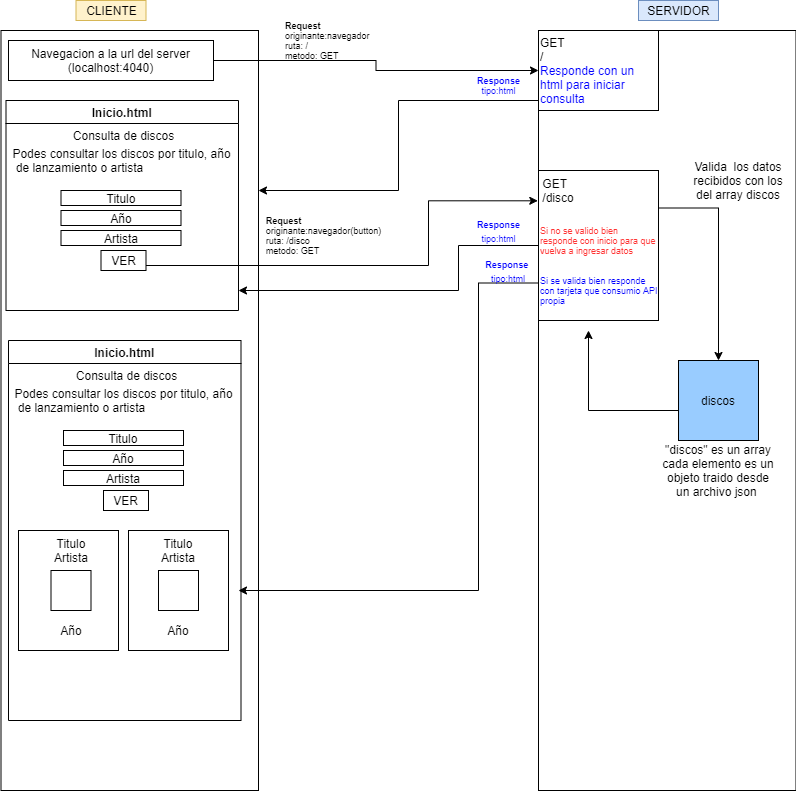 CLIENTE
SERVIDOR
Navegacion a la url del server
(localhost:4040)
Request
originante:navegador
ruta: /
metodo: GET
GET
/
Responde con un
html para iniciar
consulta
Response
tipo:html
Inicio.html
Consulta de discos
Podes consultar los discos por titulo, año
de lanzamiento o artista
Titulo
Año
Artista
VER
Request
originante:navegador(button)
ruta: /disco
metodo: GET
GET
/disco
Si no se valido bien
responde con inicio para que
vuelva a ingresar datos
Si se valida bien responde
con tarjeta que consumio API
propia
Response
tipo:html
Response
tipo:html
Valida los datos
recibidos con los
del array discos
discos
"discos" es un array
cada elemento es un
objeto traido desde
un archivo json
Inicio.html
Consulta de discos
Podes consultar los discos por titulo, año
de lanzamiento o artista
Titulo
Año
Artista
VER
Titulo
Artista
Año
Titulo
Artista
Año